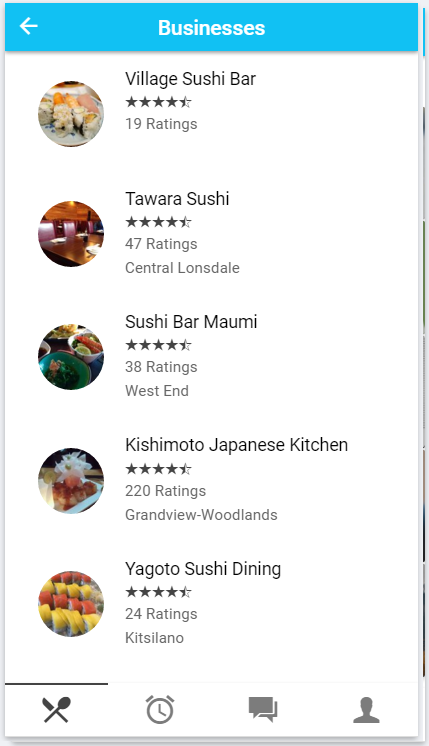 Businesses
Village Sushi Bar
19 Ratings
Tawara Sushi
47 Ratings
Central Lonsdale
Sushi Bar Maumi
38 Ratings
West End
Kishimoto Japanese Kitchen
220 Ratings
Grandview-Woodlands
Yagoto Sushi Dining
24 Ratings
Kitsilano